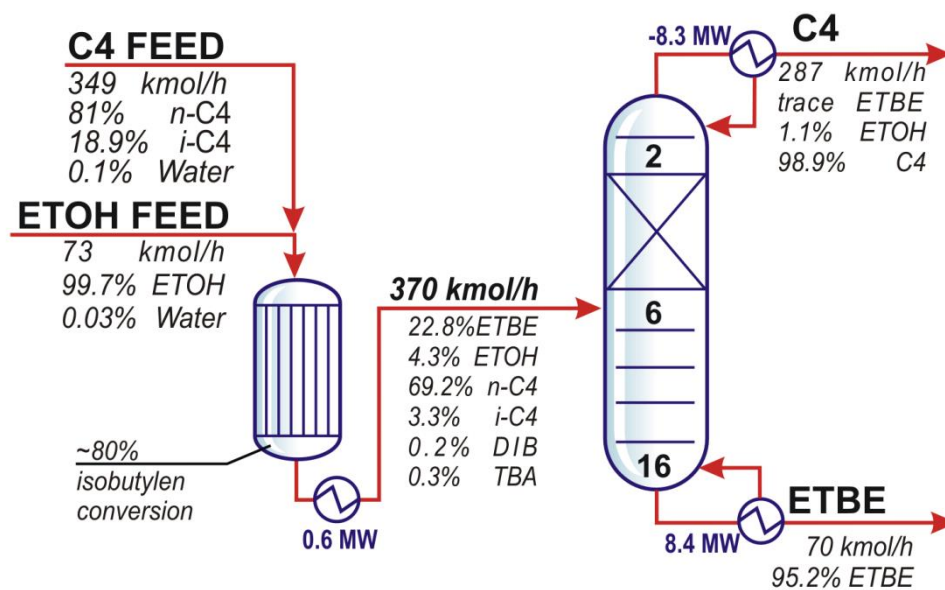 C4 FEED
349 kmol/h
81% n-C4
18.9% i-C4
0.1% Water
ETOH FEED
73 kmol/h
99.7% ETOH
0.03% Water
~80%
isobutylen
conversion
0.6 MW
370 kmol/h
22.8%ETBE
4.3% ETOH
69.2% n-C4
3.3% i-C4
0.2% DIB
0.3% TBA
2
6
16
-8.3 MW
C4
287 kmol/h
trace ETBE
1.1% ETOH
98.9% C4
8.4 MW
ETBE
70 kmol/h
95.2% ETBE